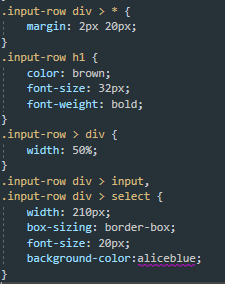 .input-row div > * {
margin: 2px 20px;
}
.input-row h1 {
color: brown;
font-size: 32px;
font-weight: bold;
}
.input-row > div {
width: 50%;
}
.input-row div > input,
.input-row div > select {
width: 210px;
box-sizing: border-box;
font-size: 20px;
background-color:aliceblue;
}